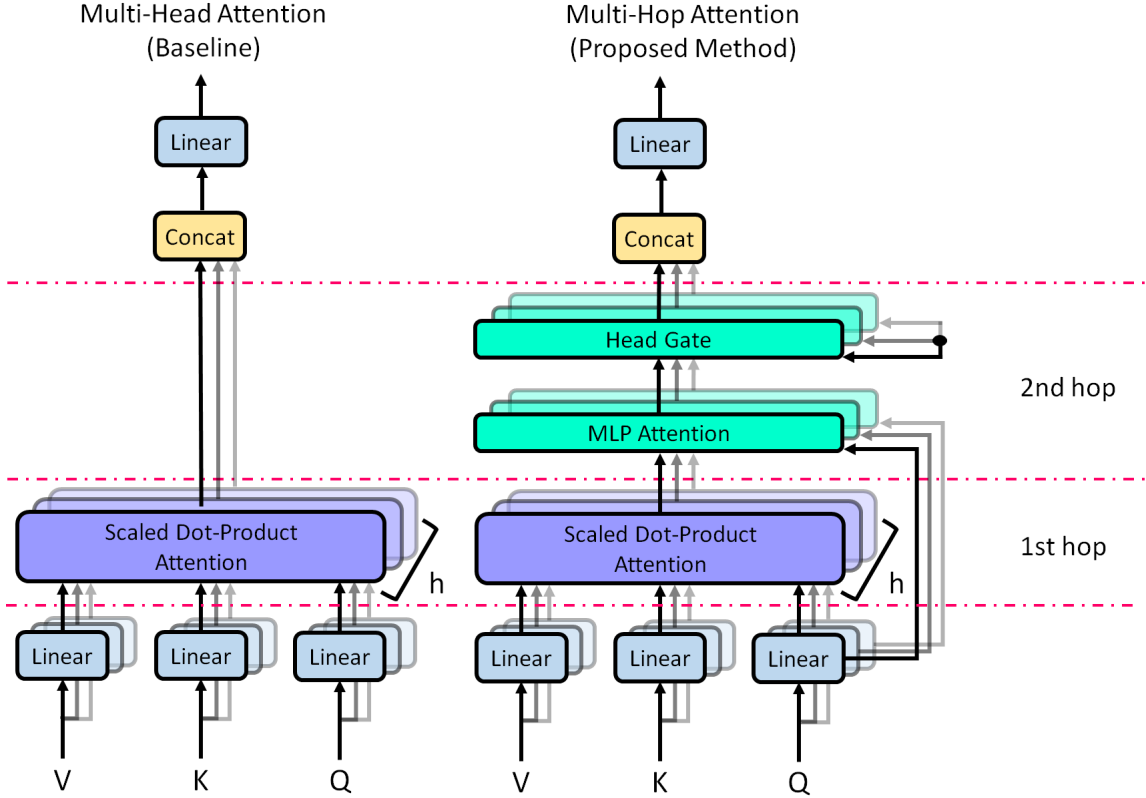 Multi-Head Attention
(Baseline)
Linear
Concat
Scaled Dot-Product
Attention
h
Linear
Linear
Linear
V
K
Q
Multi-Hop Attention
(Proposed Method)
Linear
Concat
Head Gate
MLP Attention
2nd hop
Scaled Dot-Product
Attention
h
1st hop
Linear
Linear
Linear
V
K
Q